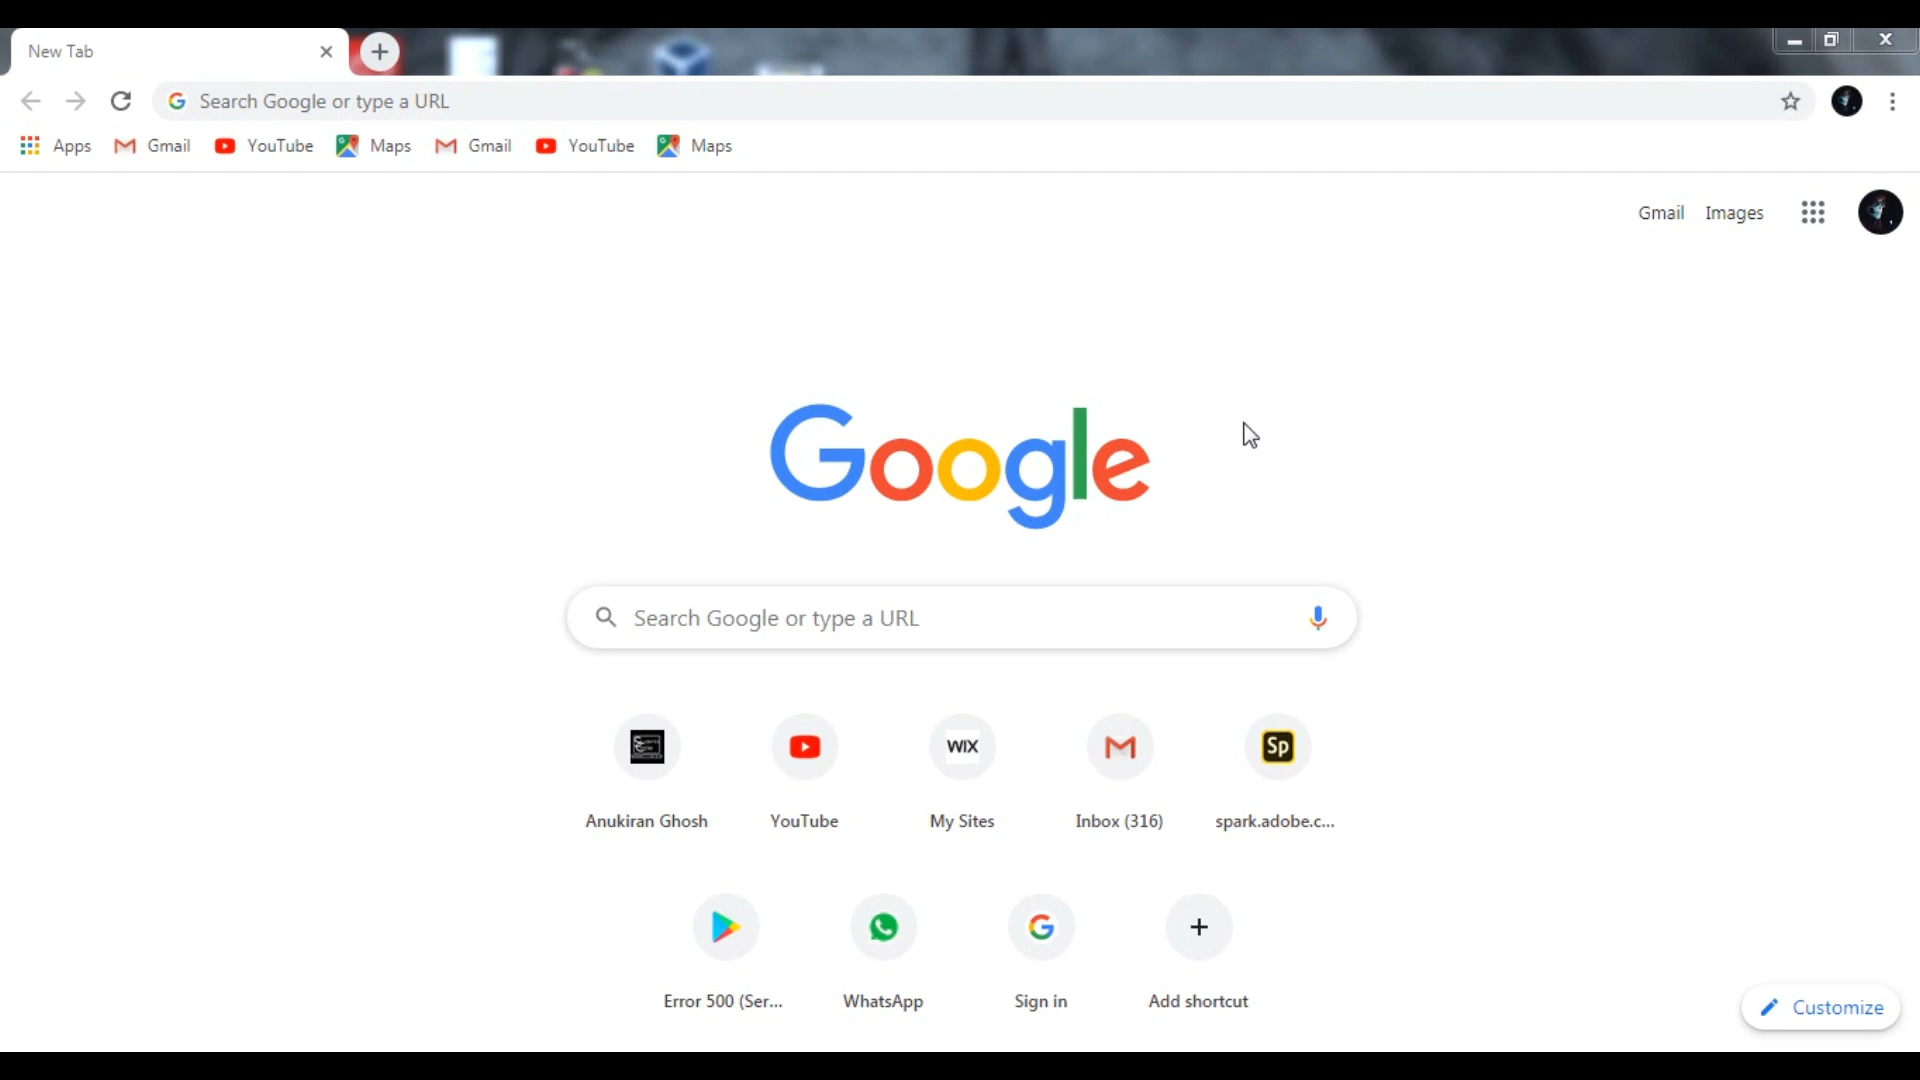 New Tab
Search Google or type a URL
Apps Gmail YouTube Maps Gmail YouTube Maps
Gmail Images
Google
Search Google or type a URL
WIX Sp
Anukiran Ghosh YouTube My Sites Inbox (316) spark.adobe.c...
Error 500 (Ser... WhatsApp Sign in Add shortcut
Customize